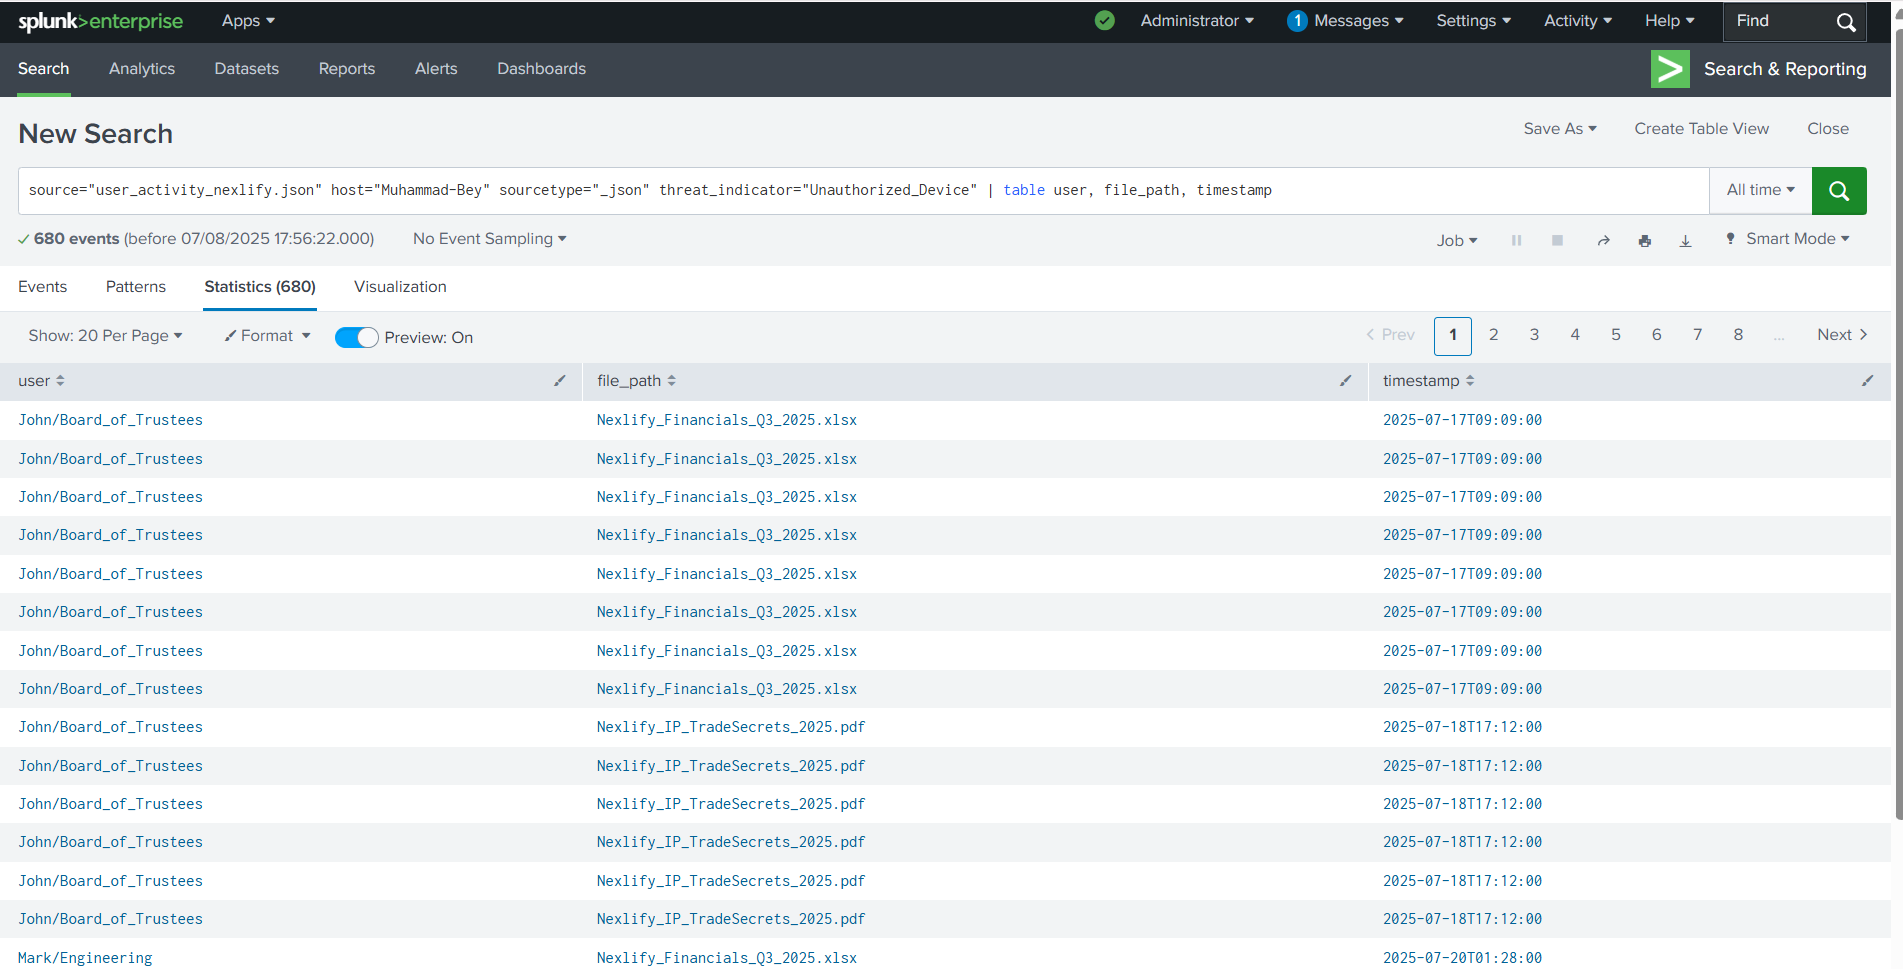 splunk>enterprise Apps Administrator 1 Messages Settings Activity Help Find
Search Analytics Datasets Reports Alerts Dashboards Search & Reporting
New Search Save As Create Table View Close
source="user_activity_nexlify.json" host="Muhammad-Bey" sourcetype="_json" threat_indicator="Unauthorized_Device" | table user, file_path, timestamp All time
680 events (before 07/08/2025 17:56:22.000) No Event Sampling Job Smart Mode
Events Patterns Statistics (680) Visualization
Show: 20 Per Page Format Preview: On < Prev 1 2 3 4 5 6 7 8 ... Next >
user file_path timestamp
John/Board_of_Trustees Nexlify_Financials_Q3_2025.xlsx 2025-07-17T09:09:00
John/Board_of_Trustees Nexlify_Financials_Q3_2025.xlsx 2025-07-17T09:09:00
John/Board_of_Trustees Nexlify_Financials_Q3_2025.xlsx 2025-07-17T09:09:00
John/Board_of_Trustees Nexlify_Financials_Q3_2025.xlsx 2025-07-17T09:09:00
John/Board_of_Trustees Nexlify_Financials_Q3_2025.xlsx 2025-07-17T09:09:00
John/Board_of_Trustees Nexlify_Financials_Q3_2025.xlsx 2025-07-17T09:09:00
John/Board_of_Trustees Nexlify_Financials_Q3_2025.xlsx 2025-07-17T09:09:00
John/Board_of_Trustees Nexlify_Financials_Q3_2025.xlsx 2025-07-17T09:09:00
John/Board_of_Trustees Nexlify_IP_TradeSecrets_2025.pdf 2025-07-18T17:12:00
John/Board_of_Trustees Nexlify_IP_TradeSecrets_2025.pdf 2025-07-18T17:12:00
John/Board_of_Trustees Nexlify_IP_TradeSecrets_2025.pdf 2025-07-18T17:12:00
John/Board_of_Trustees Nexlify_IP_TradeSecrets_2025.pdf 2025-07-18T17:12:00
John/Board_of_Trustees Nexlify_IP_TradeSecrets_2025.pdf 2025-07-18T17:12:00
John/Board_of_Trustees Nexlify_IP_TradeSecrets_2025.pdf 2025-07-18T17:12:00
Mark/Engineering Nexlify_Financials_Q3_2025.xlsx 2025-07-20T01:28:00